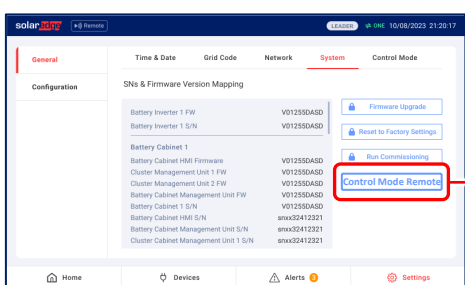 solaredge Remote LEADER ONE 10/08/2023 21:20:17
General
Configuration
Time & Date Grid Code Network System Control Mode
SNs & Firmware Version Mapping
Battery Inverter 1 FW V01255DASD
Battery Inverter 1 S/N V01255DASD
Battery Cabinet 1
Battery Cabinet HMI Firmware V01255DASD
Cluster Management Unit 1 FW V01255DASD
Cluster Management Unit 2 FW V01255DASD
Battery Cabinet Management Unit FW V01255DASD
Battery Cabinet 1 S/N V01255DASD
Battery Cabinet HMI S/N snxx32412321
Battery Cabinet Management Unit S/N snxx32412321
Cluster Cabinet Management Unit 1 S/N snxx32412321
Firmware Upgrade
Reset to Factory Settings
Run Commissioning
Control Mode Remote
Home Devices Alerts 3 Settings